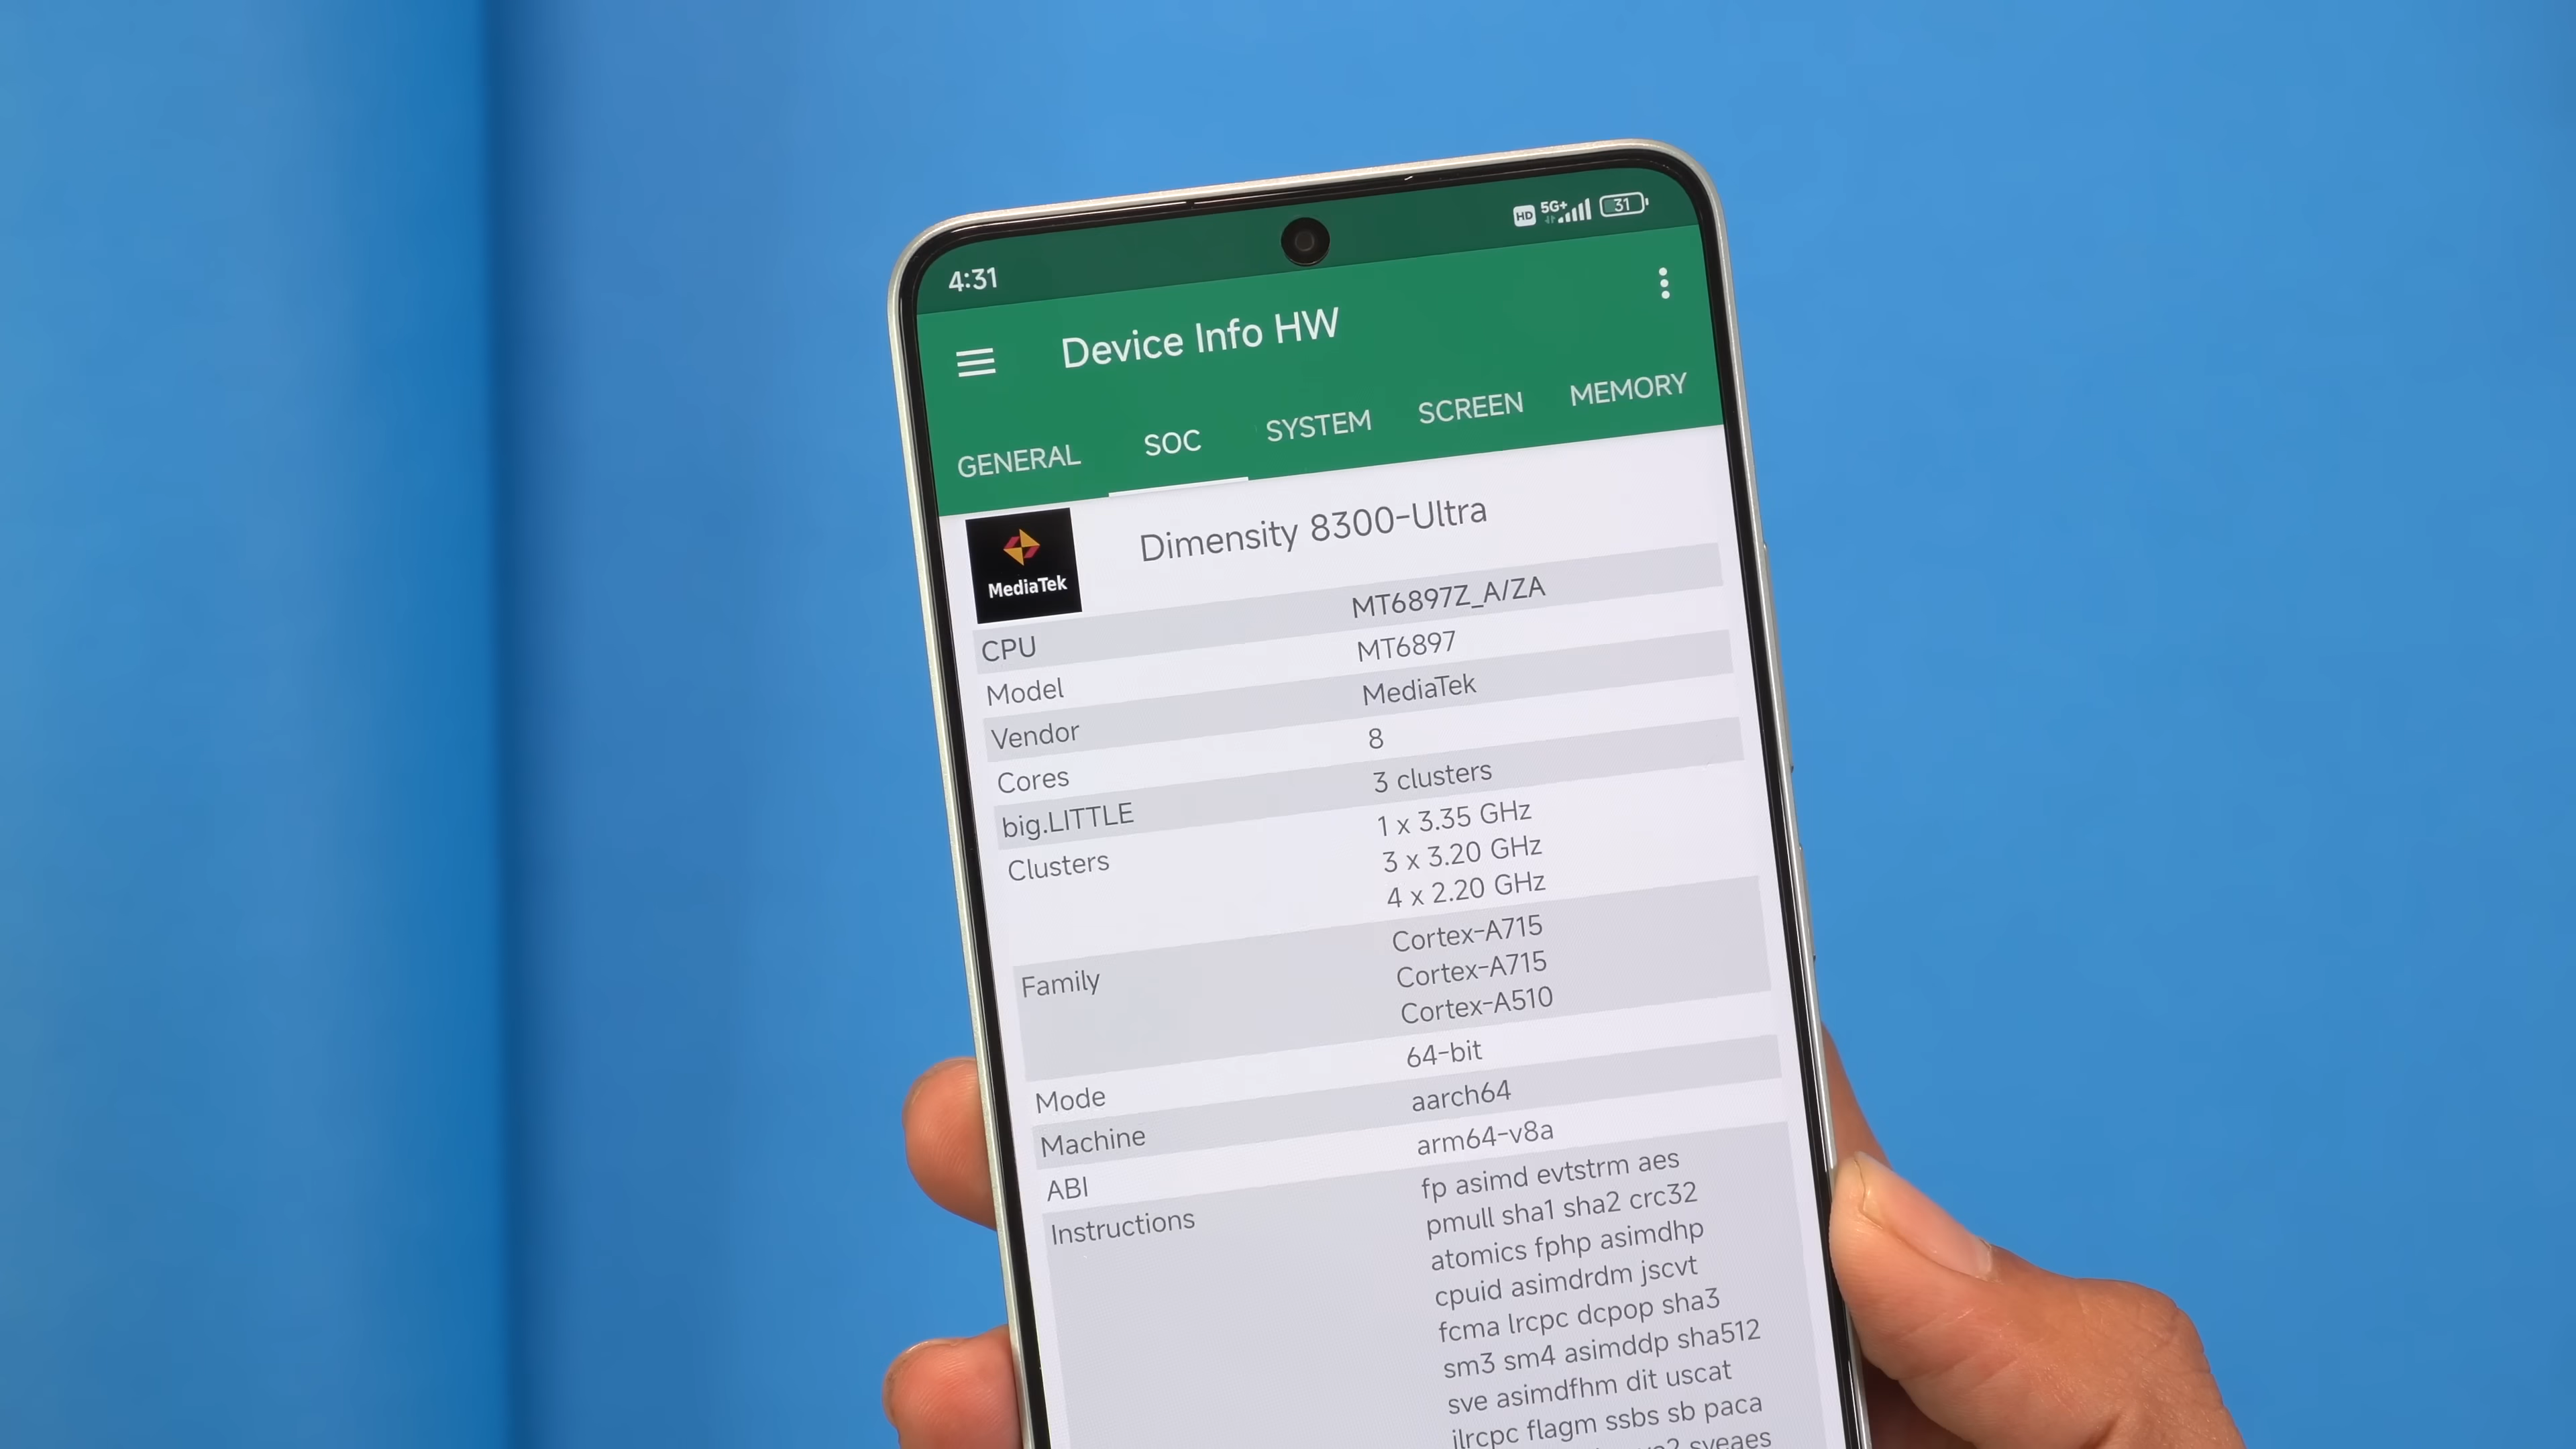 4:31
HD 5G+ 31
Device Info HW
GENERAL SOC SYSTEM SCREEN MEMORY
MediaTek
Dimensity 8300-Ultra
CPU MT6897Z_A/ZA
Model MT6897
Vendor MediaTek
Cores 8
big.LITTLE 3 clusters
Clusters 1 x 3.35 GHz
3 x 3.20 GHz
4 x 2.20 GHz
Family Cortex-A715
Cortex-A715
Cortex-A510
Mode 64-bit
Machine aarch64
ABI arm64-v8a
Instructions fp asimd evtstrm aes
pmull sha1 sha2 crc32
atomics fphp asimdhp
cpuid asimdrdm jscvt
fcma lrcpc dcpop sha3
sm3 sm4 asimddp sha512
sve asimdfhm dit uscat
ilrcpc flagm ssbs sb paca
sveaes